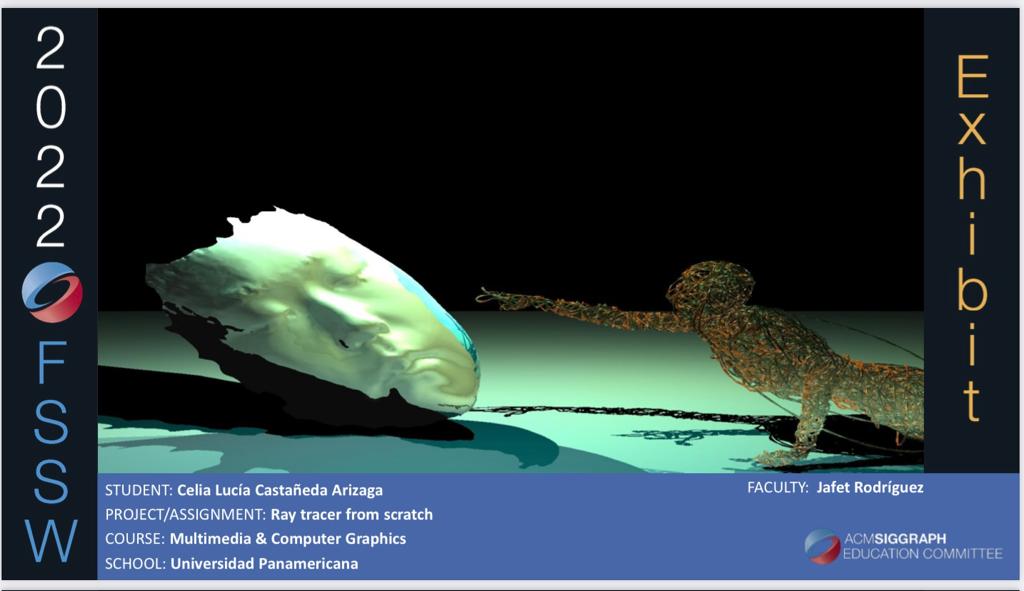 2022
FSSW
Exhibit
STUDENT: Celia Lucía Castañeda Arizaga
PROJECT/ASSIGNMENT: Ray tracer from scratch
COURSE: Multimedia & Computer Graphics
SCHOOL: Universidad Panamericana
FACULTY: Jafet Rodríguez
ACMSIGGRAPH
EDUCATION COMMITTEE